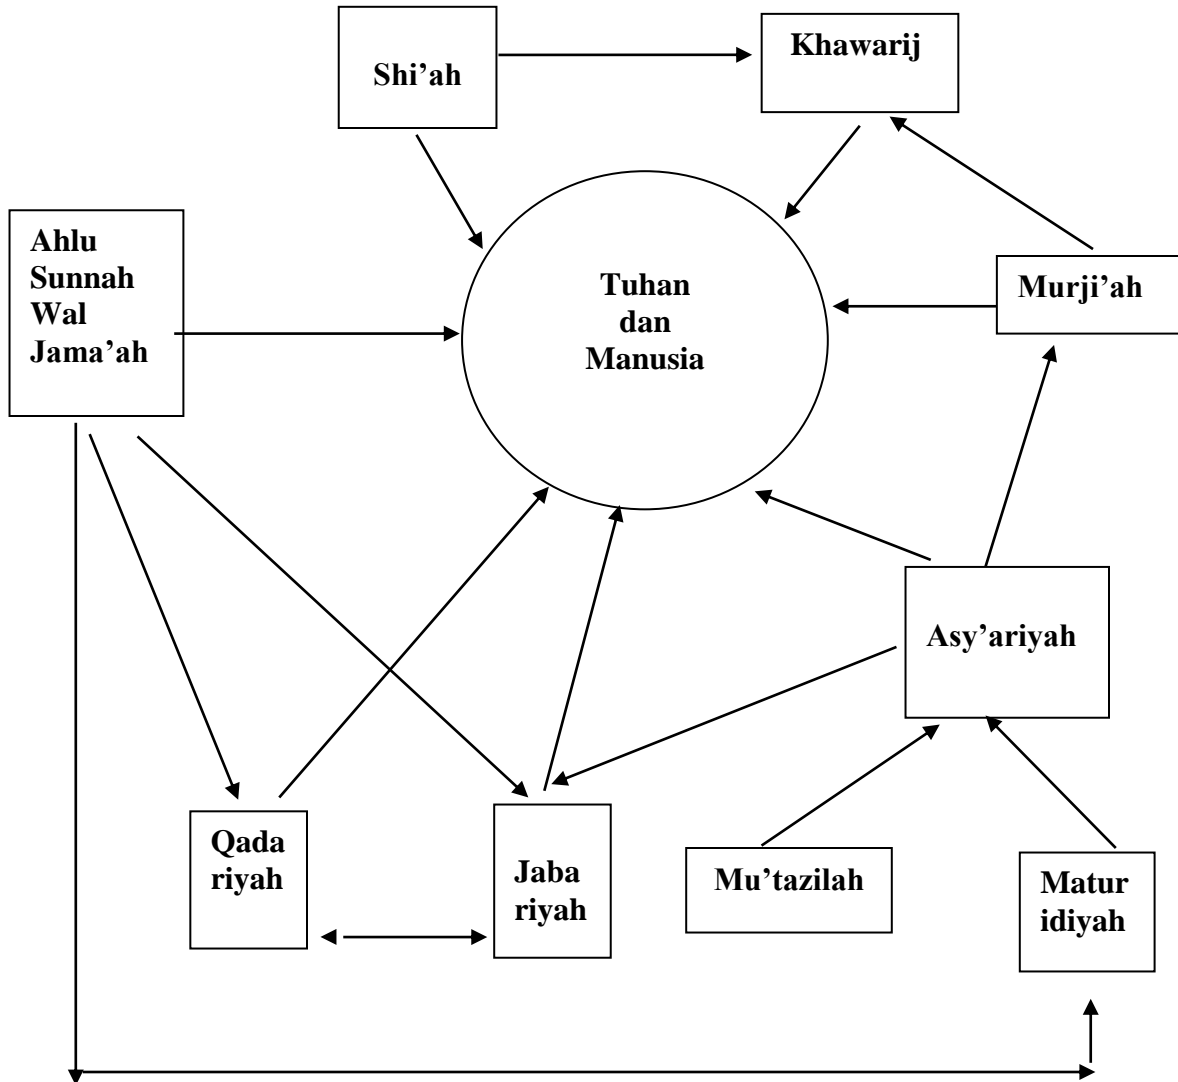 Shi’ah
Khawarij
Ahlu
Sunnah
Wal
Jama’ah
Tuhan
dan
Manusia
Murji’ah
Asy’ariyah
Qada
riyah
Jaba
riyah
Mu’tazilah
Matur
idiyah